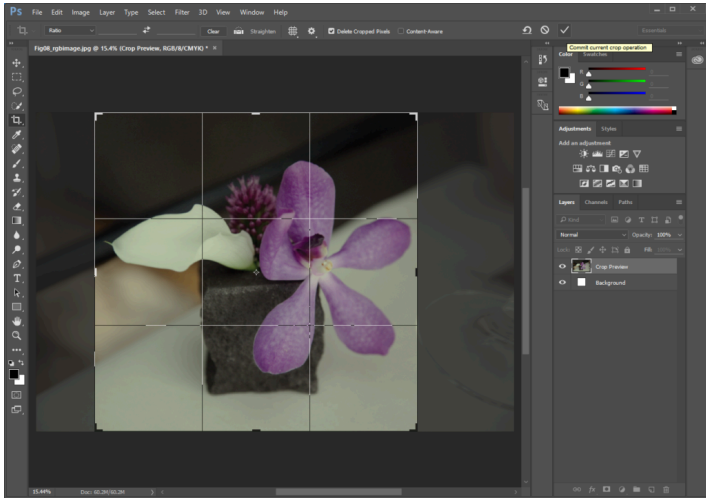 Ps File Edit Image Layer Type Select Filter 3D View Window Help
Ratio Clear Straighten Delete Cropped Pixels Content-Aware Essentials
Commit current crop operation
Fig08_rgbimage.jpg @ 15.4% (Crop Preview, RGB/8/CMYK) * ×
Color Swatches
R
G
B
Adjustments Styles
Add an adjustment
Layers Channels Paths
Kind
Normal Opacity: 100%
Lock: Fill: 100%
Crop Preview
Background
15.44% Doc: 60.2M/60.2M